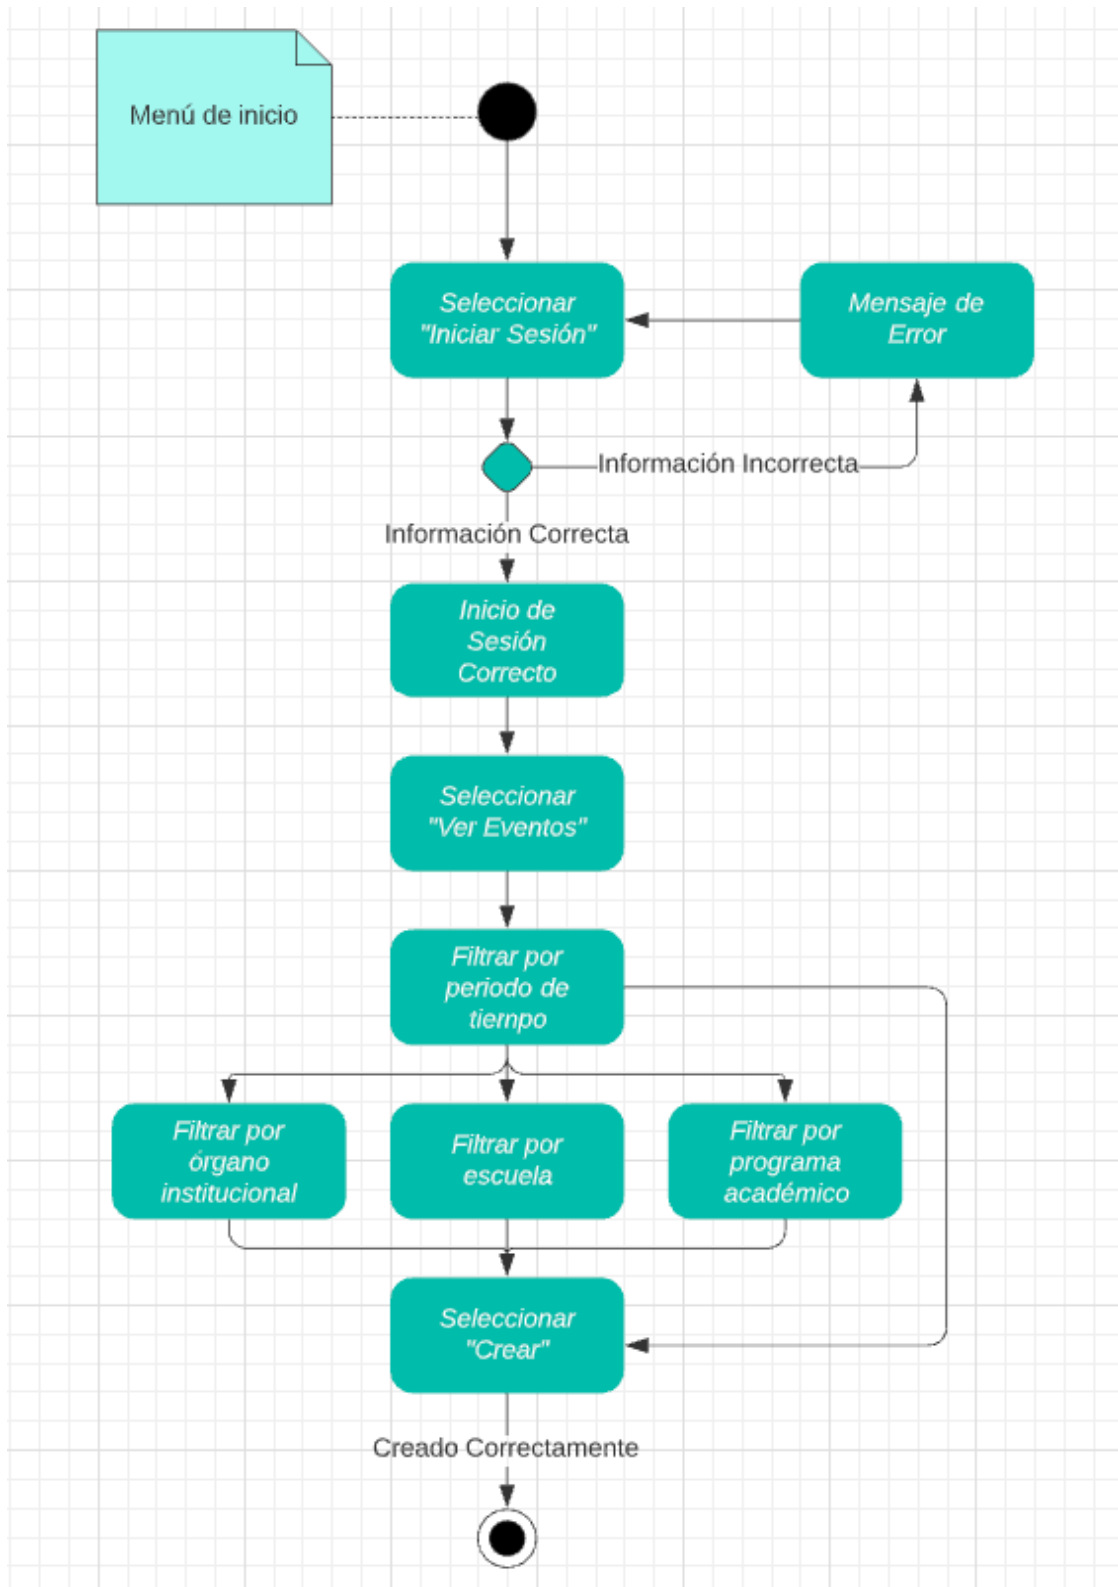 Menú de inicio
Seleccionar
"Iniciar Sesión"
Mensaje de
Error
Información Incorrecta
Información Correcta
Inicio de
Sesión
Correcto
Seleccionar
"Ver Eventos"
Filtrar por
periodo de
tiempo
Filtrar por
órgano
institucional
Filtrar por
escuela
Filtrar por
programa
académico
Seleccionar
"Crear"
Creado Correctamente